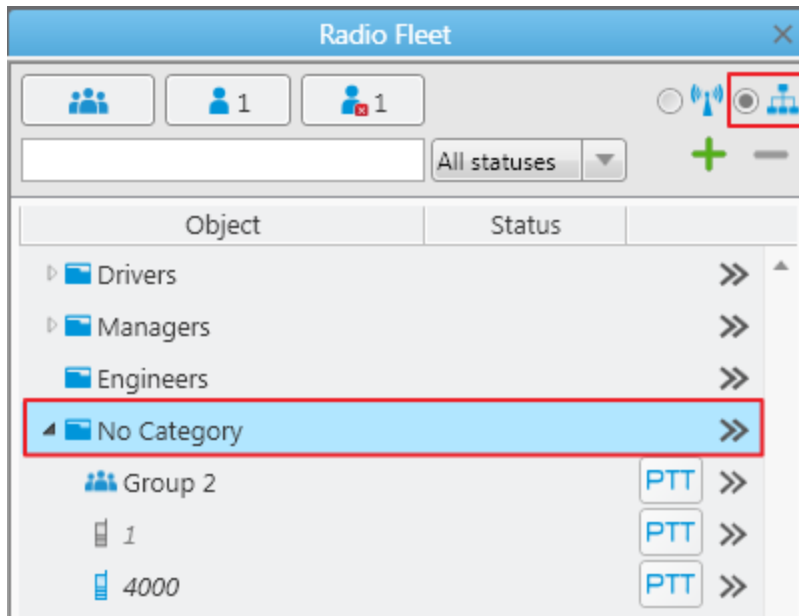 Radio Fleet
1 1
All statuses
Object Status
Drivers
Managers
Engineers
No Category
Group 2 PTT
1 PTT
4000 PTT